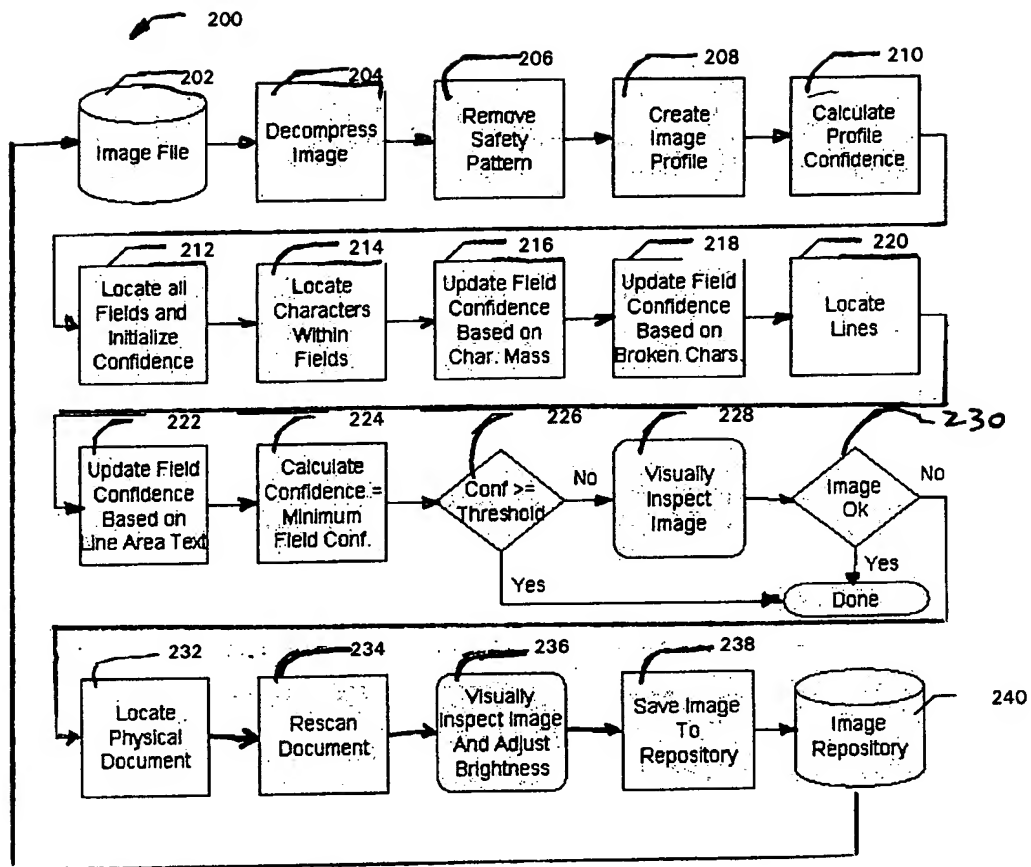 200
202
Image File
204
Decompress
Image
206
Remove
Safety
Pattern
208
Create
Image
Profile
210
Calculate
Profile
Confidence
212
Locate all
Fields and
Initialize
Confidence
214
Locate
Characters
Within
Fields
216
Update Field
Confidence
Based on
Char. Mass
218
Update Field
Confidence
Based on
Broken Chars.
220
Locate
Lines
222
Update Field
Confidence
Based on
Line Area Text
224
Calculate
Confidence =
Minimum
Field Conf.
226
Conf >=
Threshold
No
Yes
228
Visually
Inspect
Image
230
Image
Ok
No
Yes
Done
232
Locate
Physical
Document
234
Rescan
Document
236
Visually
Inspect Image
And Adjust
Brightness
238
Save Image
To
Repository
240
Image
Repository